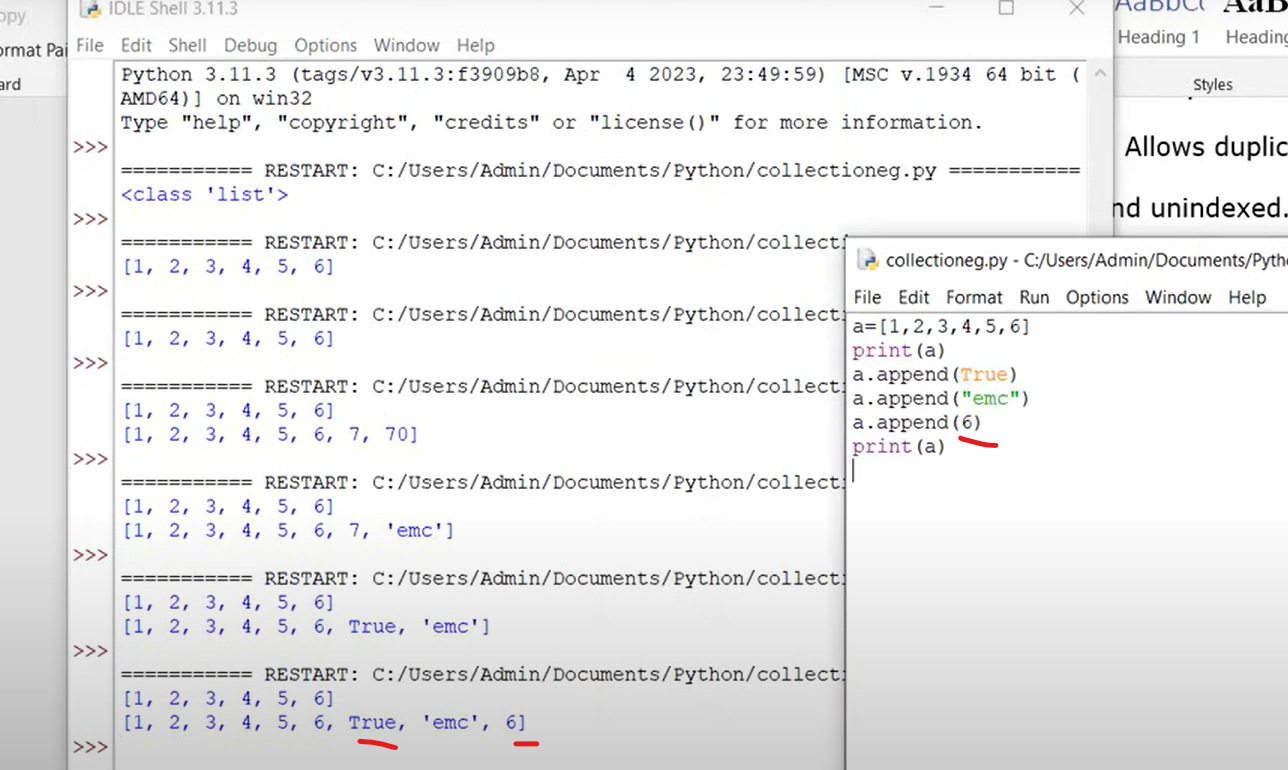 opy
ormat Pai
ard
IDLE Shell 3.11.3
File Edit Shell Debug Options Window Help
Python 3.11.3 (tags/v3.11.3:f3909b8, Apr  4 2023, 23:49:59) [MSC v.1934 64 bit (
AMD64)] on win32
Type "help", "copyright", "credits" or "license()" for more information.
>>>
=========== RESTART: C:/Users/Admin/Documents/Python/collectioneg.py ===========
<class 'list'>
>>>
=========== RESTART: C:/Users/Admin/Documents/Python/collecti
[1, 2, 3, 4, 5, 6]
>>>
=========== RESTART: C:/Users/Admin/Documents/Python/collecti
[1, 2, 3, 4, 5, 6]
>>>
=========== RESTART: C:/Users/Admin/Documents/Python/collecti
[1, 2, 3, 4, 5, 6]
[1, 2, 3, 4, 5, 6, 7, 70]
>>>
=========== RESTART: C:/Users/Admin/Documents/Python/collecti
[1, 2, 3, 4, 5, 6]
[1, 2, 3, 4, 5, 6, 7, 'emc']
>>>
=========== RESTART: C:/Users/Admin/Documents/Python/collecti
[1, 2, 3, 4, 5, 6]
[1, 2, 3, 4, 5, 6, True, 'emc']
>>>
=========== RESTART: C:/Users/Admin/Documents/Python/collecti
[1, 2, 3, 4, 5, 6]
[1, 2, 3, 4, 5, 6, True, 'emc', 6]
>>>
AaBbC AaB
Heading 1 Heading
Styles
Allows duplic
nd unindexed.
collectioneg.py - C:/Users/Admin/Documents/Pyth
File Edit Format Run Options Window Help
a=[1,2,3,4,5,6]
print(a)
a.append(True)
a.append("emc")
a.append(6)
print(a)